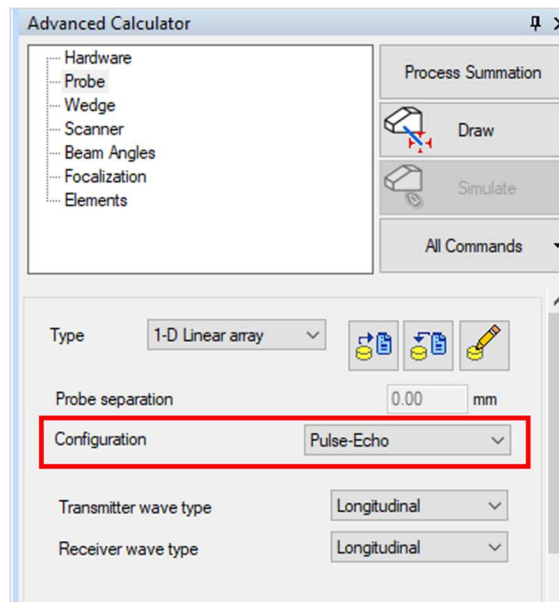 Advanced Calculator
Hardware
Probe
Wedge
Scanner
Beam Angles
Focalization
Elements
Process Summation
Draw
Simulate
All Commands
Type 1-D Linear array
Probe separation 0.00 mm
Configuration Pulse-Echo
Transmitter wave type Longitudinal
Receiver wave type Longitudinal